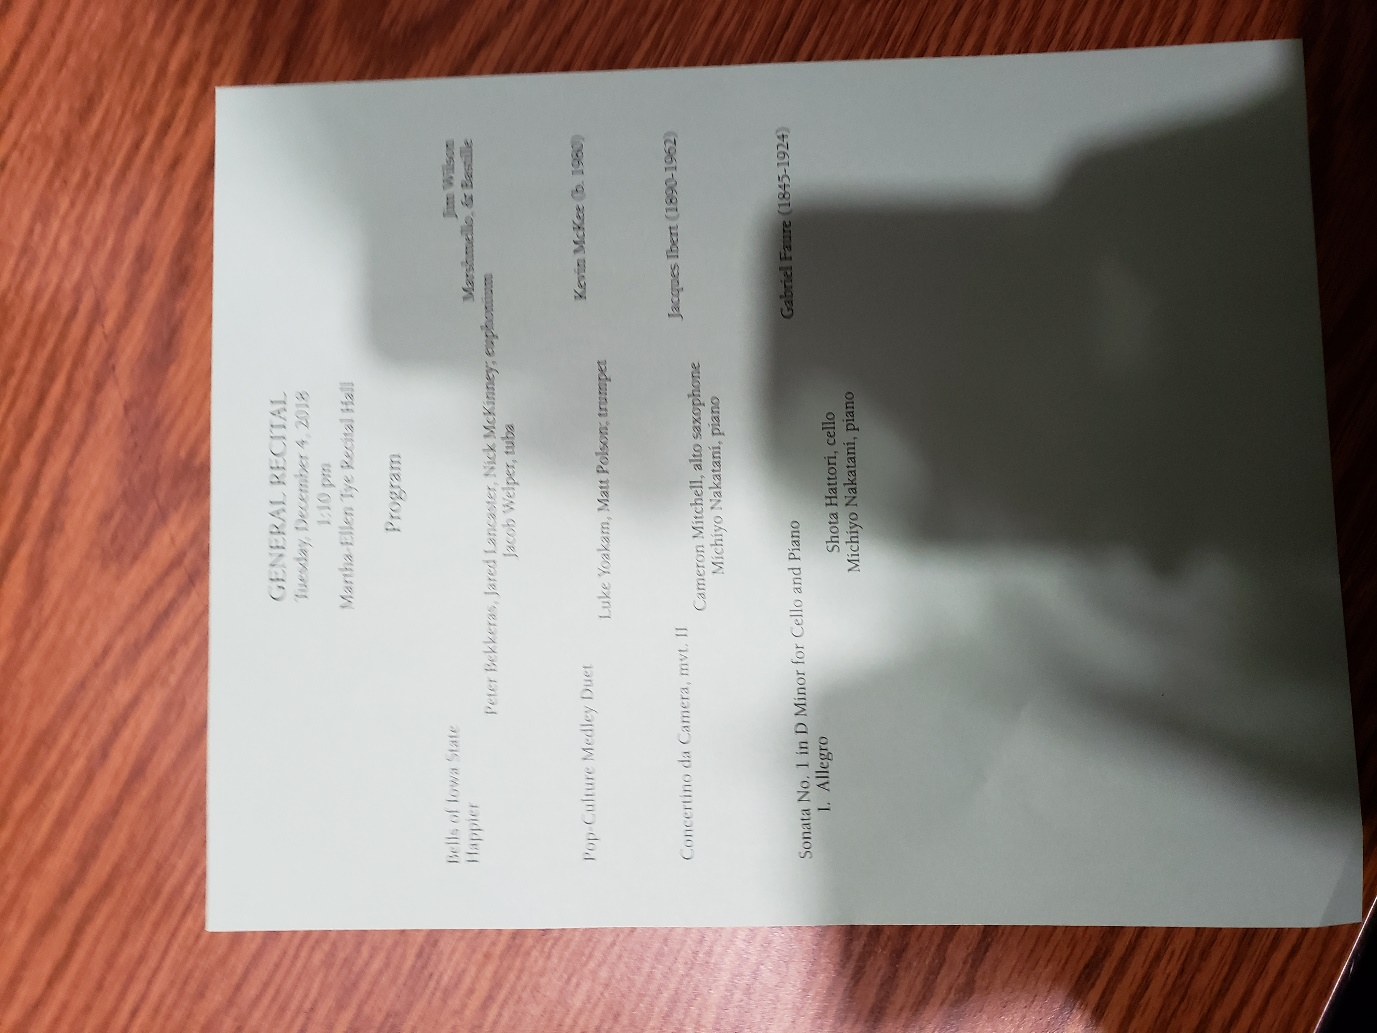 GENERAL RECITAL
Tuesday, December 4, 2018
1:10 pm
Martha-Ellen Tye Recital Hall
Program
Bells of Iowa State Jim Wilson
Happier Marshmello, & Bastille
Peter Bekkeras, Jared Lancaster, Nick McKinney; euphonium
Jacob Welper, tuba
Pop-Culture Medley Duet Kevin McKee (b. 1980)
Luke Yoakam, Matt Polson; trumpet
Concertino da Camera, mvt. II Jacques Ibert (1890-1962)
Cameron Mitchell, alto saxophone
Michiyo Nakatani, piano
Sonata No. 1 in D Minor for Cello and Piano Gabriel Faure (1845-1924)
I. Allegro
Shota Hattori, cello
Michiyo Nakatani, piano